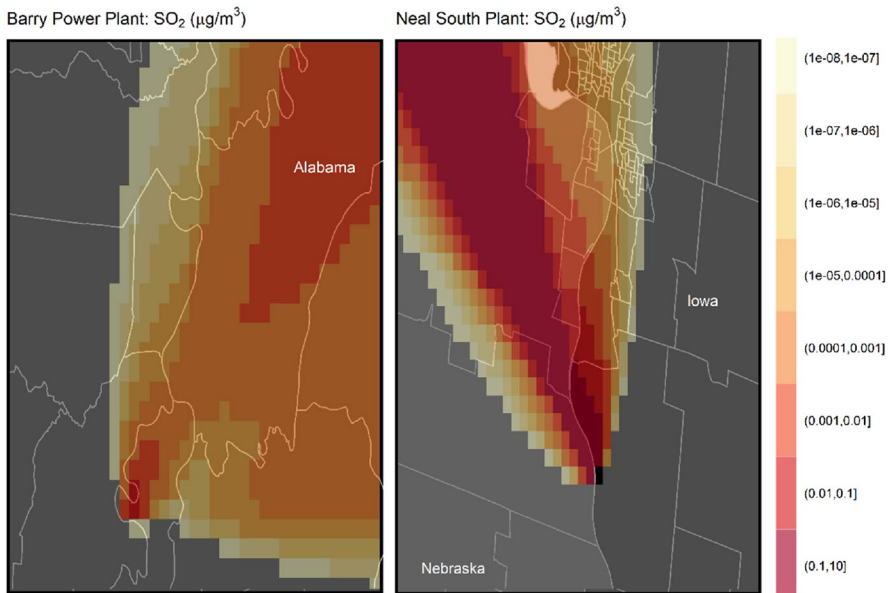 Barry Power Plant: SO₂ (µg/m³)
Neal South Plant: SO₂ (µg/m³)
Alabama
Iowa
Nebraska
(1e-08,1e-07]
(1e-07,1e-06]
(1e-06,1e-05]
(1e-05,0.0001]
(0.0001,0.001]
(0.001,0.01]
(0.01,0.1]
(0.1,10]